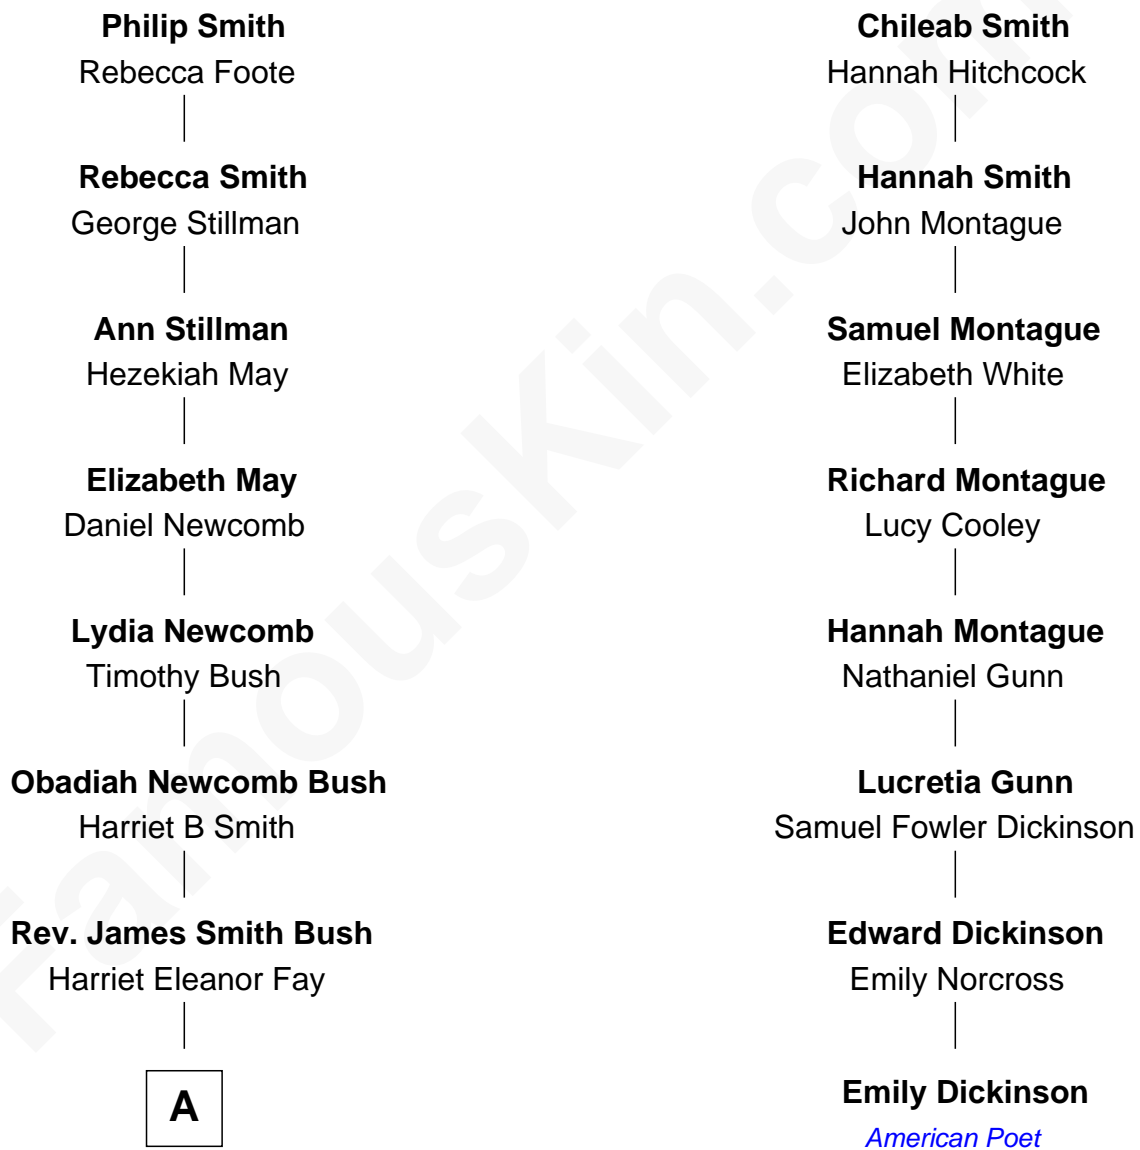 Philip Smith
Rebecca Foote
Rebecca Smith
George Stillman
Ann Stillman
Hezekiah May
Elizabeth May
Daniel Newcomb
Lydia Newcomb
Timothy Bush
Obadiah Newcomb Bush
Harriet B Smith
Rev. James Smith Bush
Harriet Eleanor Fay
A
Chileab Smith
Hannah Hitchcock
Hannah Smith
John Montague
Samuel Montague
Elizabeth White
Richard Montague
Lucy Cooley
Hannah Montague
Nathaniel Gunn
Lucretia Gunn
Samuel Fowler Dickinson
Edward Dickinson
Emily Norcross
Emily Dickinson
American Poet
FamousKin.com